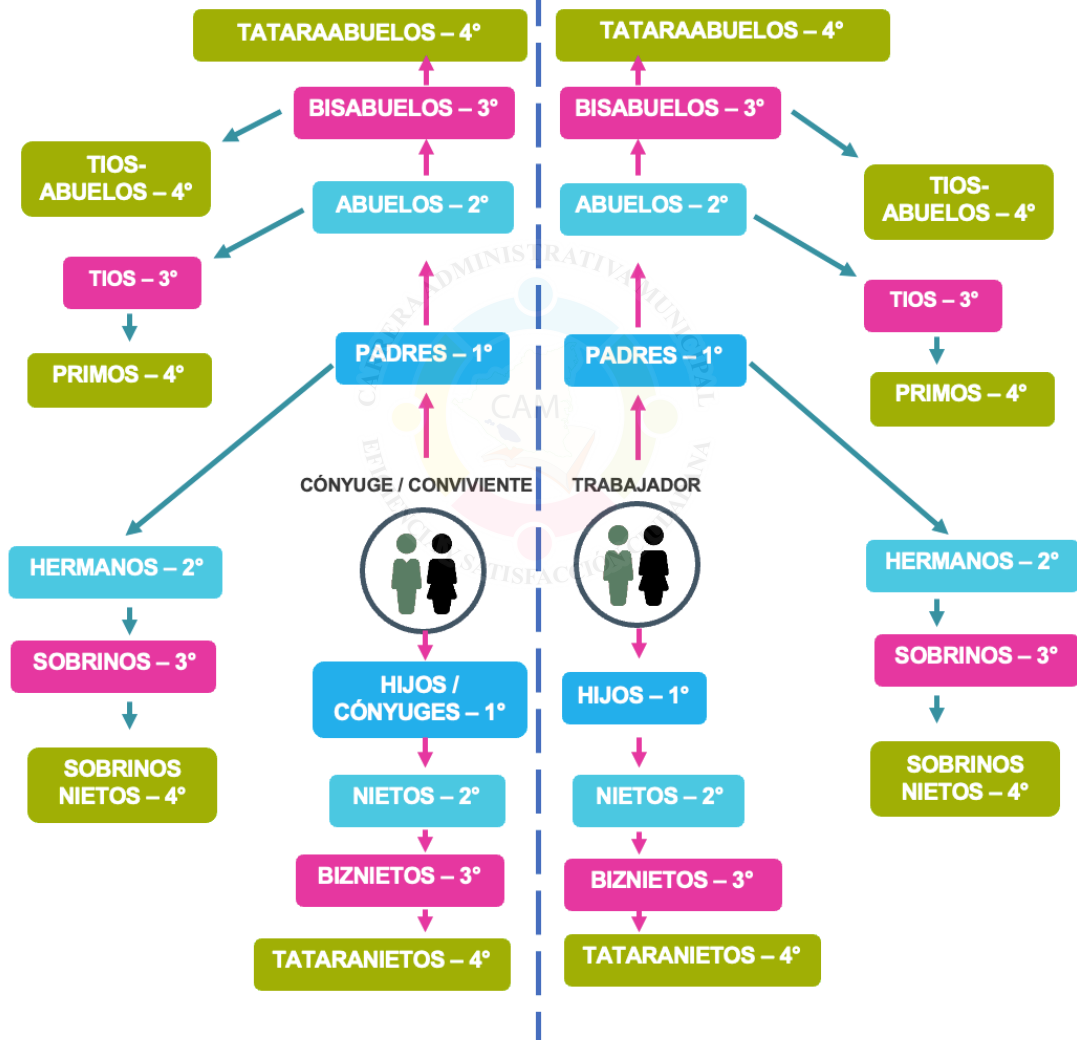 TATARAABUELOS – 4°
TATARAABUELOS – 4°
BISABUELOS – 3°
BISABUELOS – 3°
TIOS-
ABUELOS – 4°
TIOS-
ABUELOS – 4°
ABUELOS – 2°
ABUELOS – 2°
TIOS – 3°
TIOS – 3°
PADRES – 1°
PADRES – 1°
PRIMOS – 4°
PRIMOS – 4°
CAM
CÓNYUGE / CONVIVIENTE
TRABAJADOR
HERMANOS – 2°
HERMANOS – 2°
SOBRINOS – 3°
SOBRINOS – 3°
HIJOS /
CÓNYUGES – 1°
HIJOS – 1°
SOBRINOS
NIETOS – 4°
SOBRINOS
NIETOS – 4°
NIETOS – 2°
NIETOS – 2°
BIZNIETOS – 3°
BIZNIETOS – 3°
TATARANIETOS – 4°
TATARANIETOS – 4°